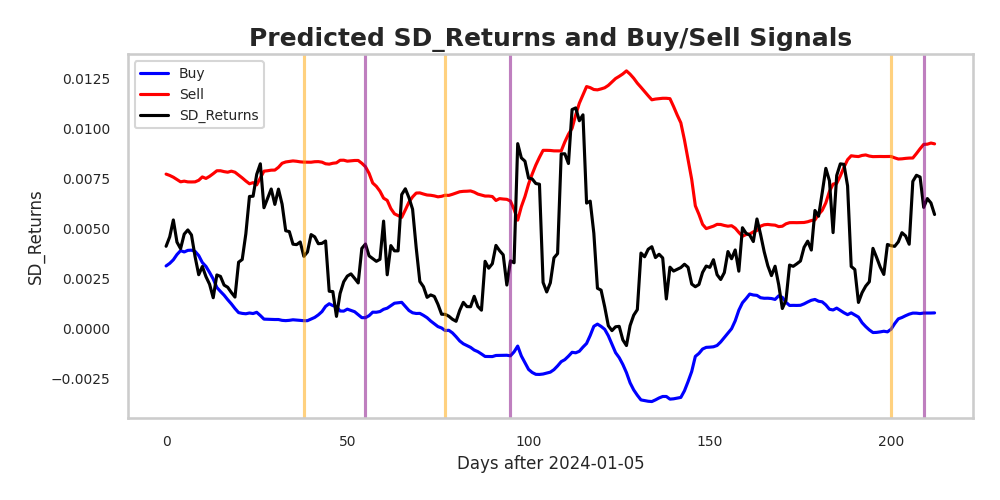 Predicted SD_Returns and Buy/Sell Signals
Buy
Sell
SD_Returns
0.0125
0.0100
0.0075
0.0050
0.0025
0.0000
−0.0025
SD_Returns
0 50 100 150 200
Days after 2024-01-05